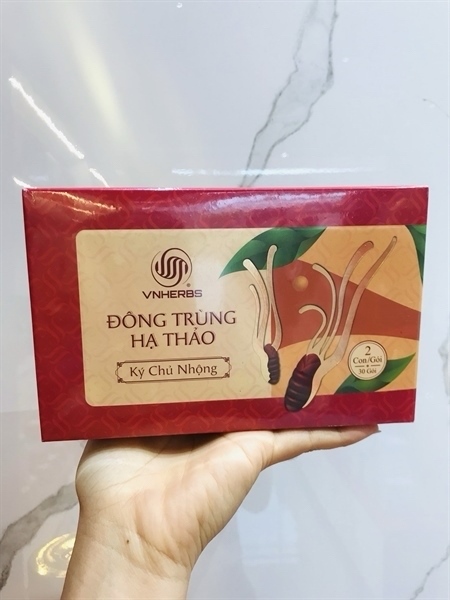 VNHERBS
ĐÔNG TRÙNG
HẠ THẢO
Ký Chủ Nhộng
2
Con/Gói
30 Gói